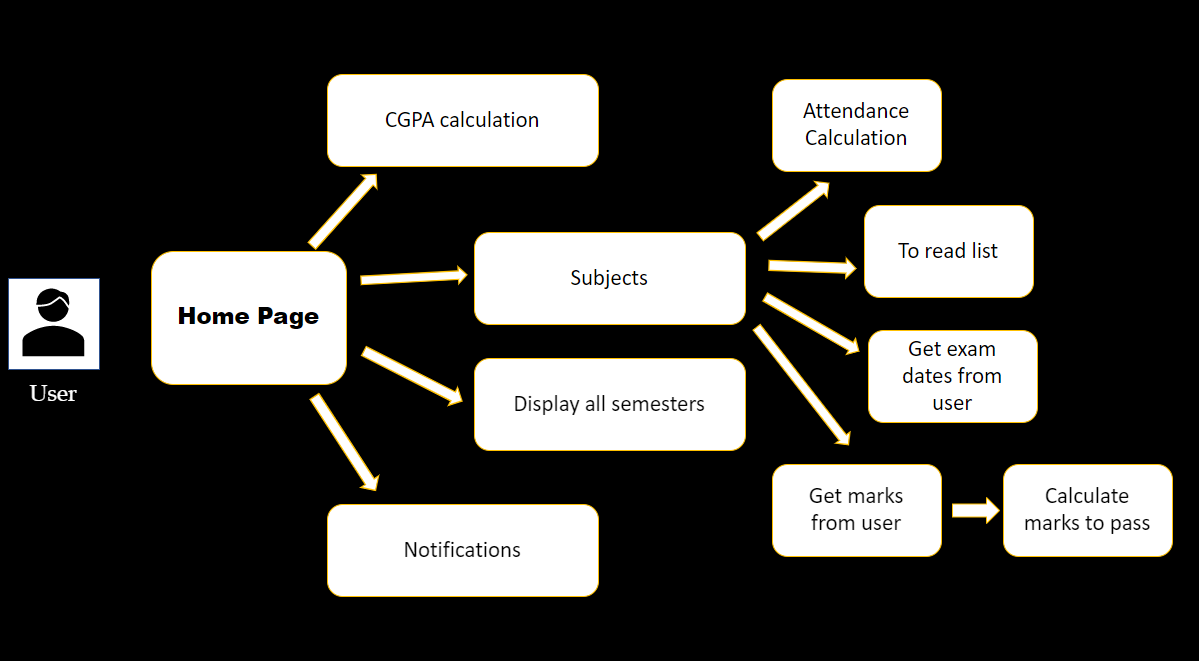 CGPA calculation
Attendance
Calculation
To read list
Subjects
Home Page
User
Get exam
dates from
user
Display all semesters
Get marks
from user
Calculate
marks to pass
Notifications